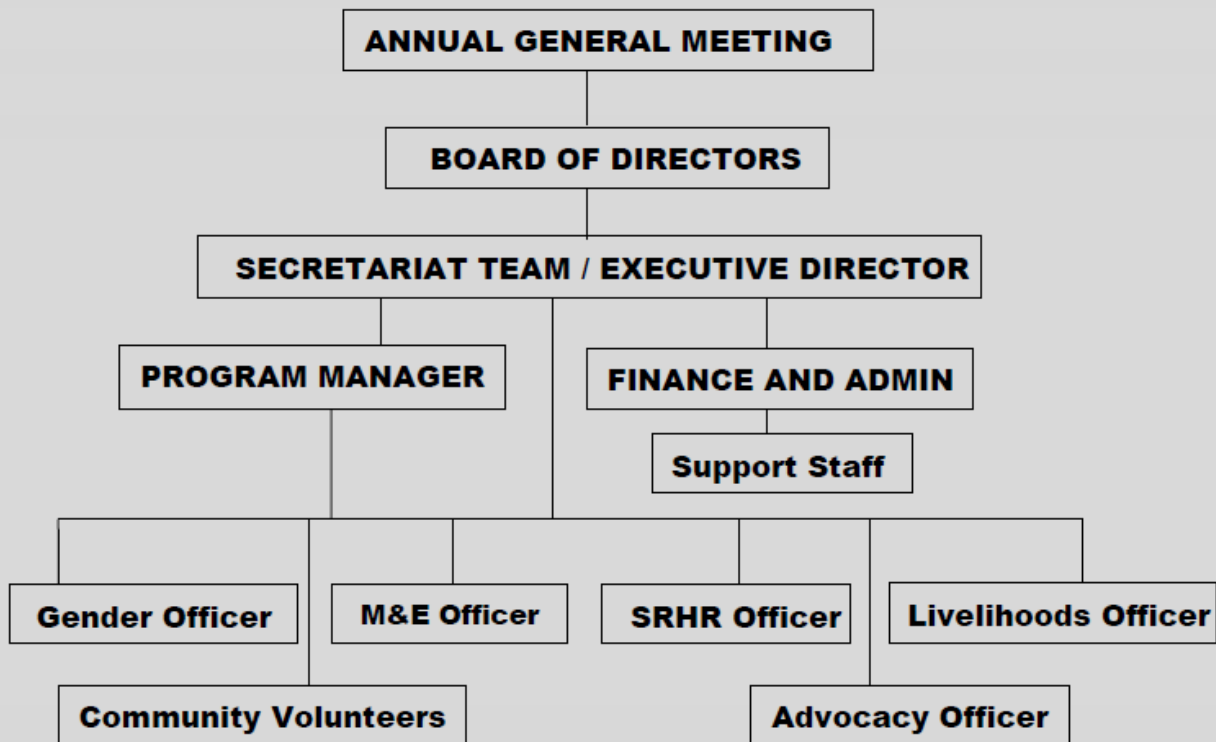 ANNUAL GENERAL MEETING
BOARD OF DIRECTORS
SECRETARIAT TEAM / EXECUTIVE DIRECTOR
PROGRAM MANAGER
FINANCE AND ADMIN
Support Staff
Gender Officer
M&E Officer
SRHR Officer
Livelihoods Officer
Community Volunteers
Advocacy Officer